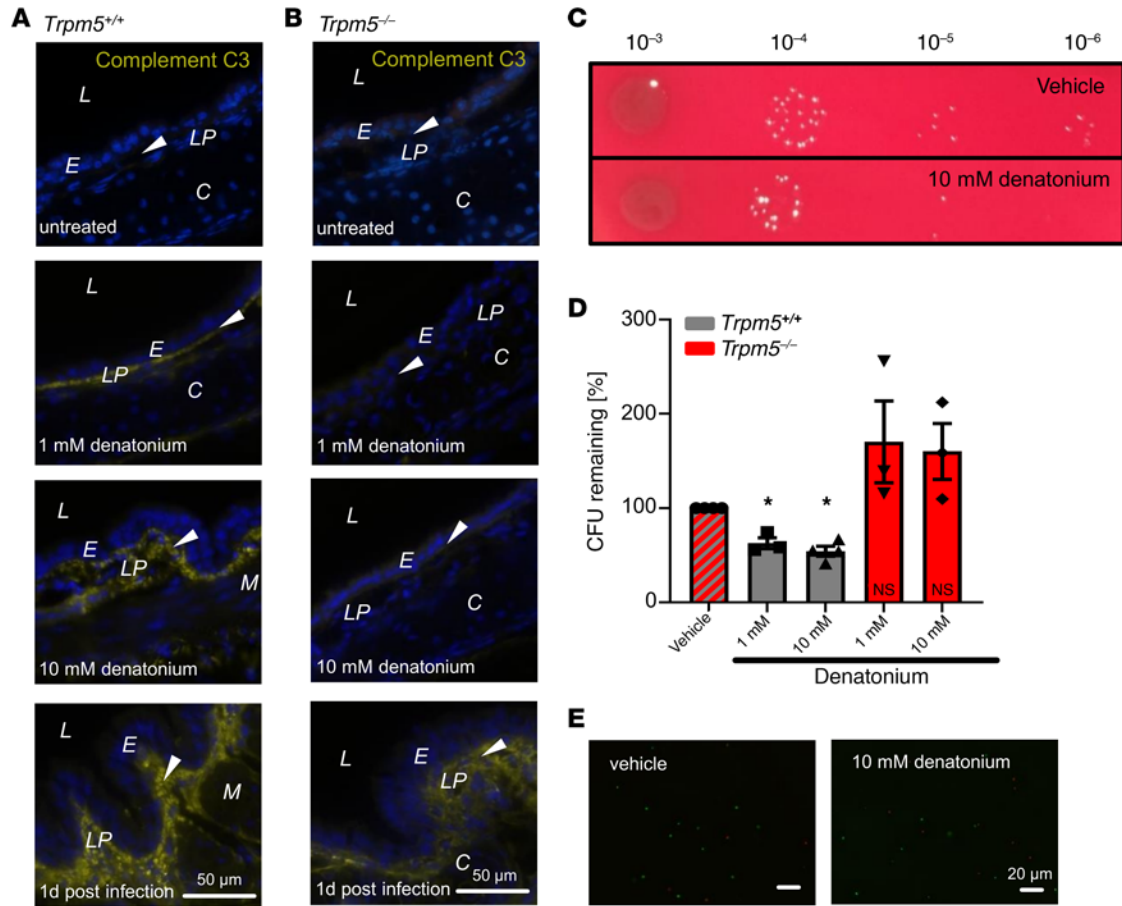 A
Trpm5+/+
Complement C3
L
E
LP
C
untreated
L
E
LP
C
1 mM denatonium
L
E
LP
M
10 mM denatonium
L
E
M
LP
1d post infection
50 µm
B
Trpm5–/–
Complement C3
L
E
LP
C
untreated
L
LP
E
C
1 mM denatonium
L
E
LP
C
10 mM denatonium
L
E
LP
C
1d post infection
50 µm
C
10–3 10–4 10–5 10–6
Vehicle
10 mM denatonium
D
Trpm5+/+
Trpm5–/–
CFU remaining [%]
300
200
100
0
* *
NS NS
Vehicle 1 mM 10 mM 1 mM 10 mM
Denatonium
E
vehicle
10 mM denatonium
20 µm